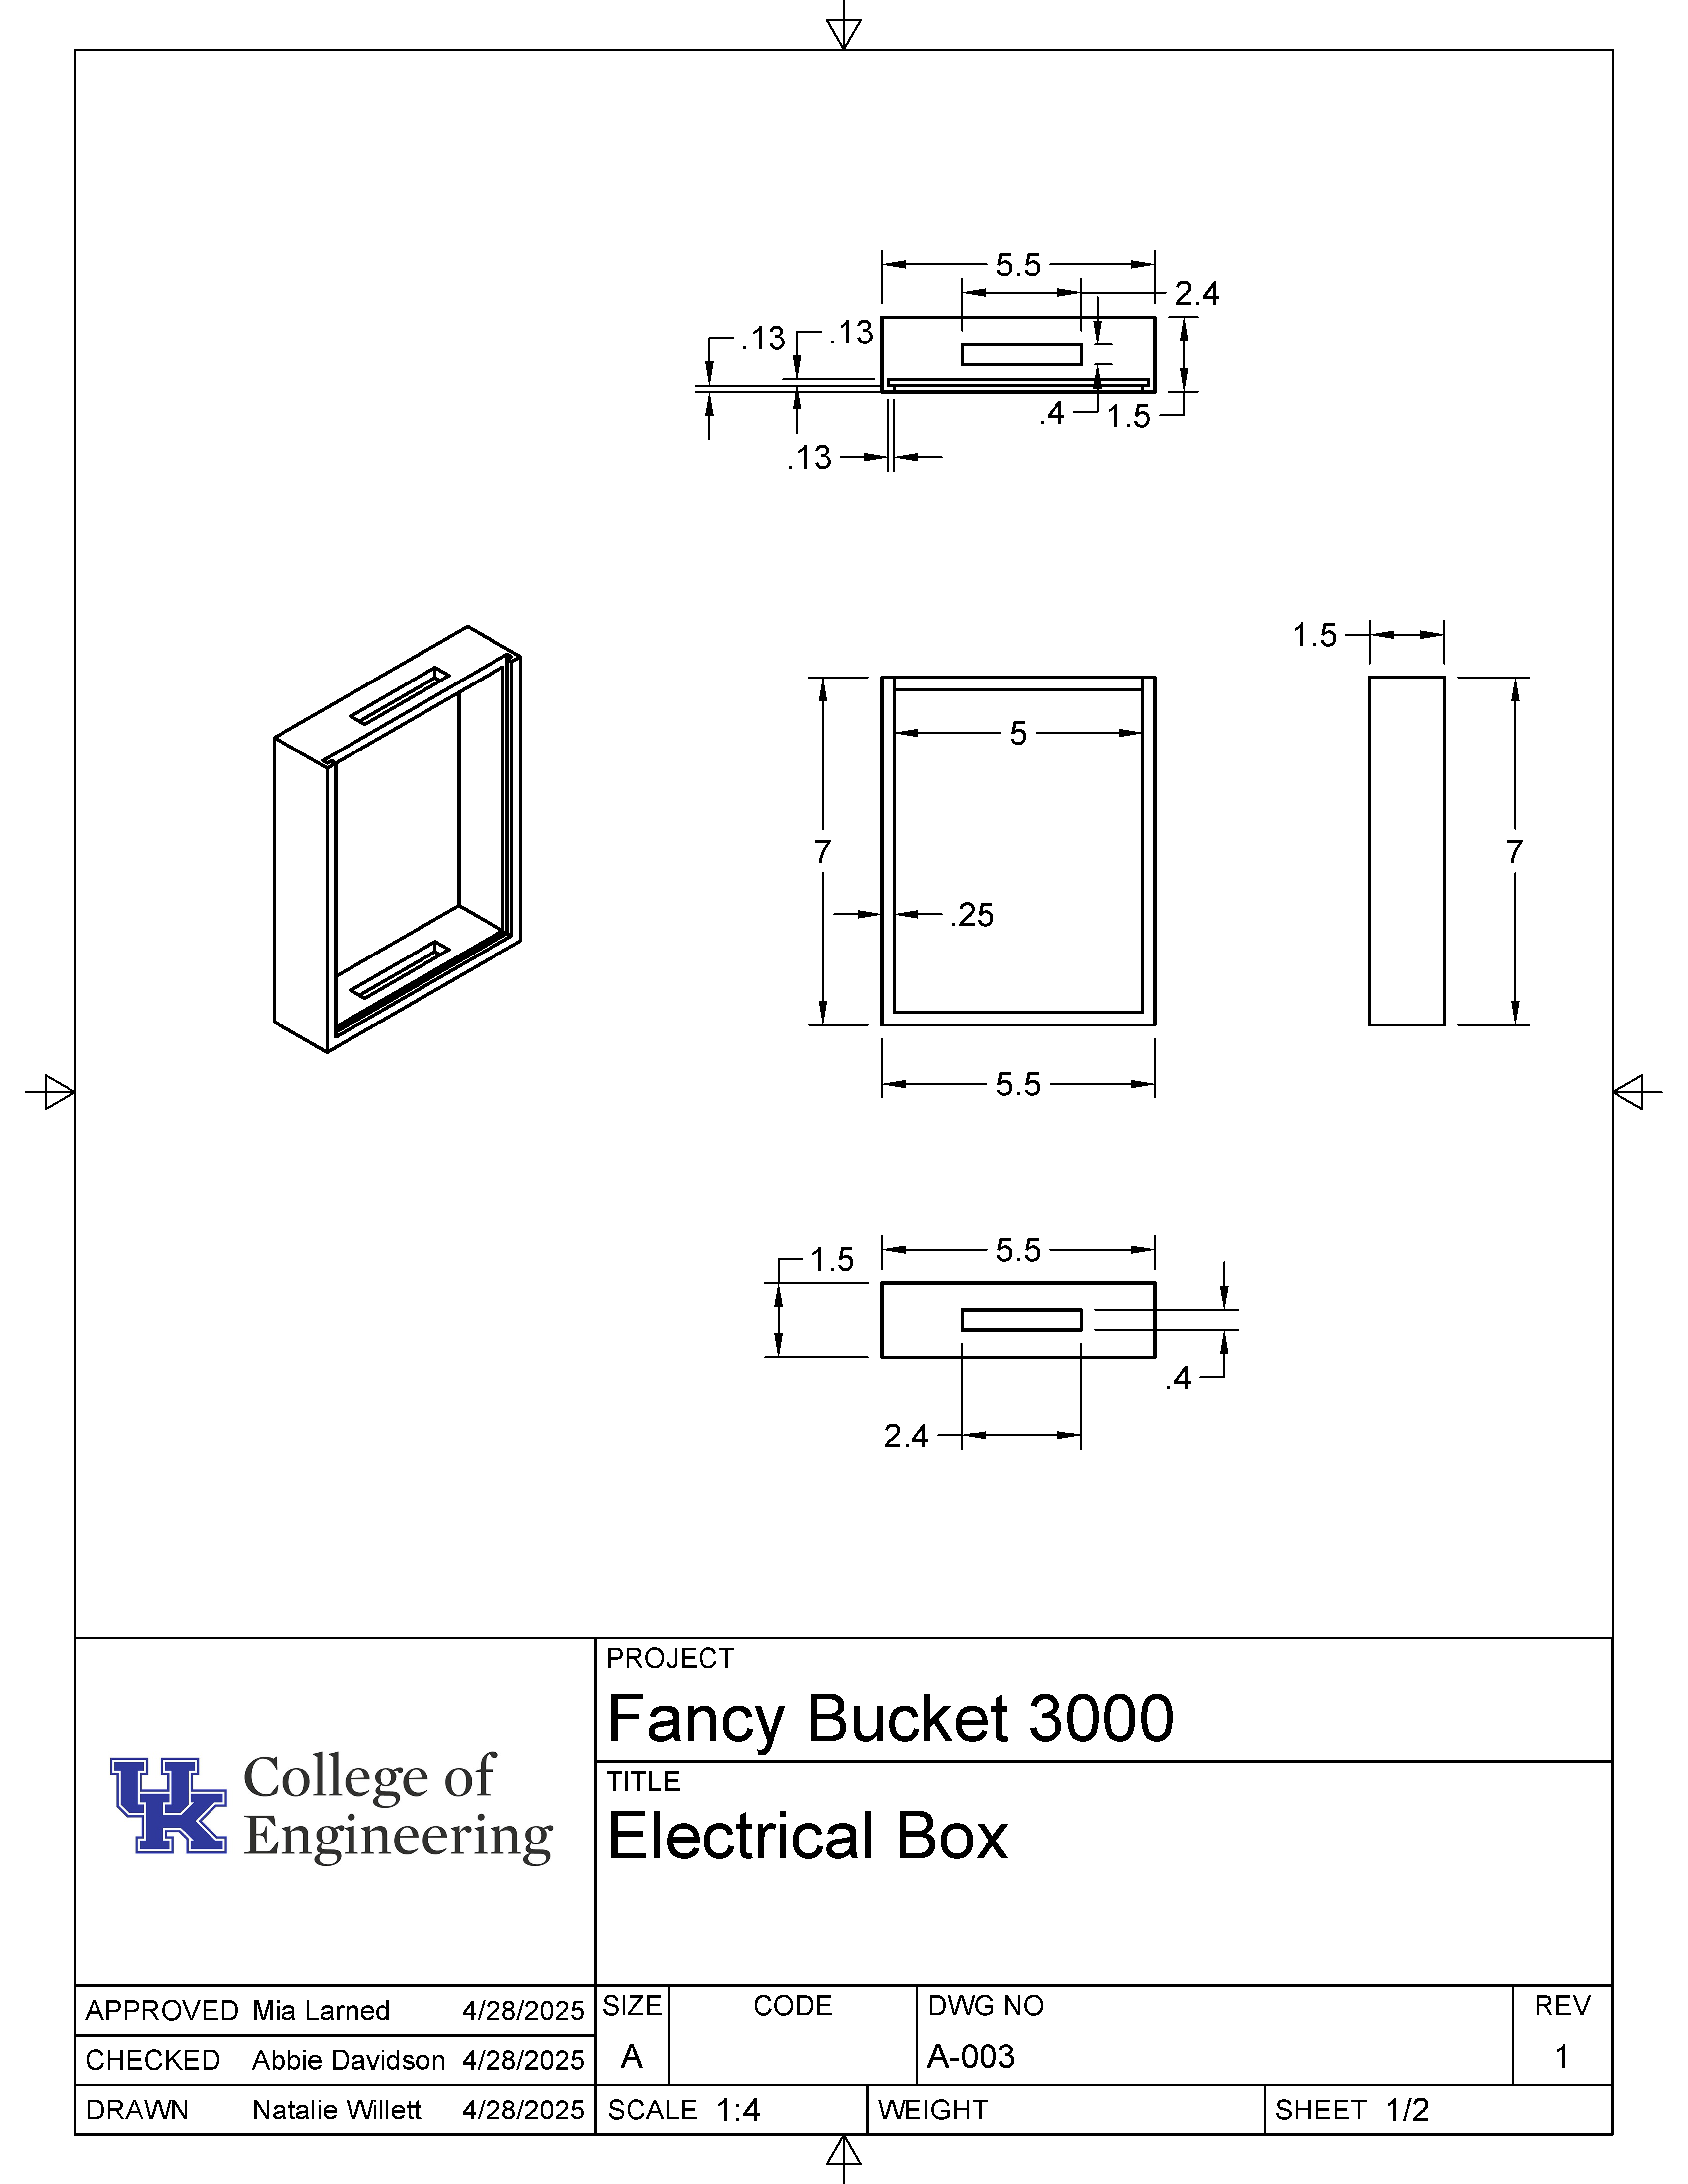 5.5
2.4
.13
.13
.4
1.5
.13
1.5
5
7
7
.25
5.5
1.5
5.5
.4
2.4
PROJECT
Fancy Bucket 3000
TITLE
Electrical Box
UK College of
Engineering
APPROVED Mia Larned 4/28/2025
CHECKED Abbie Davidson 4/28/2025
DRAWN Natalie Willett 4/28/2025
SIZE
A
CODE
DWG NO
A-003
REV
1
SCALE 1:4
WEIGHT
SHEET 1/2